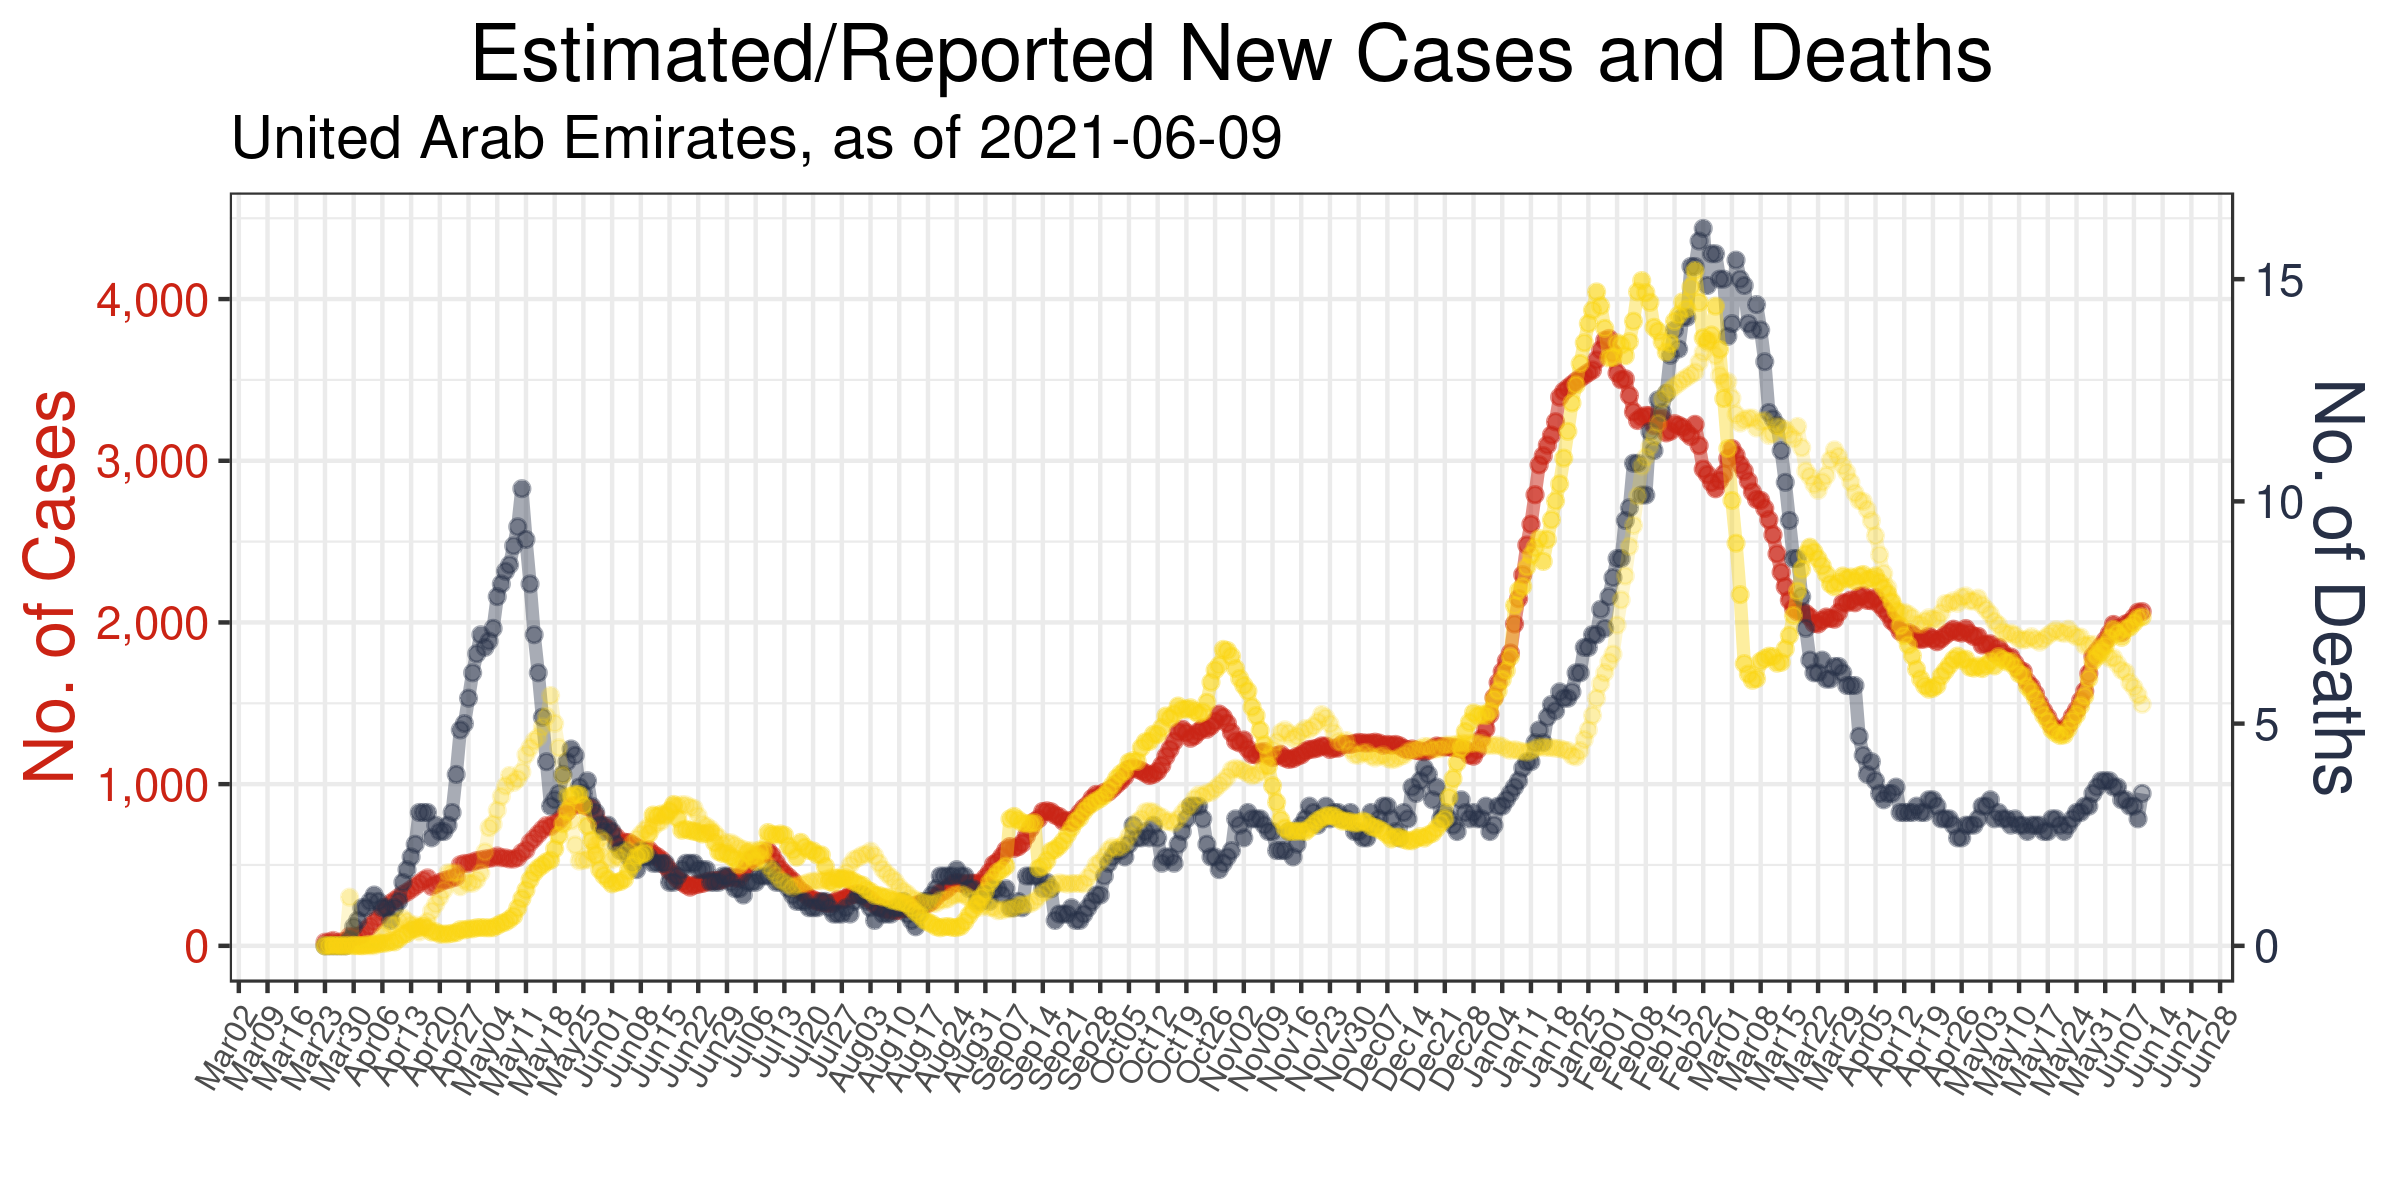 Estimated/Reported New Cases and Deaths
United Arab Emirates, as of 2021-06-09
No. of Cases
4,000
3,000
2,000
1,000
0
15
10
5
0
No. of Deaths
Mar02 Mar09 Mar16 Mar23 Mar30 Apr06 Apr13 Apr20 Apr27 May04 May11 May18 May25 Jun01 Jun08 Jun15 Jun22 Jun29 Jul06 Jul13 Jul20 Jul27 Aug03 Aug10 Aug17 Aug24 Aug31 Sep07 Sep14 Sep21 Sep28 Oct05 Oct12 Oct19 Oct26 Nov02 Nov09 Nov16 Nov23 Nov30 Dec07 Dec14 Dec21 Dec28 Jan04 Jan11 Jan18 Jan25 Feb01 Feb08 Feb15 Feb22 Mar01 Mar08 Mar15 Mar22 Mar29 Apr05 Apr12 Apr19 Apr26 May03 May10 May17 May24 May31 Jun07 Jun14 Jun21 Jun28